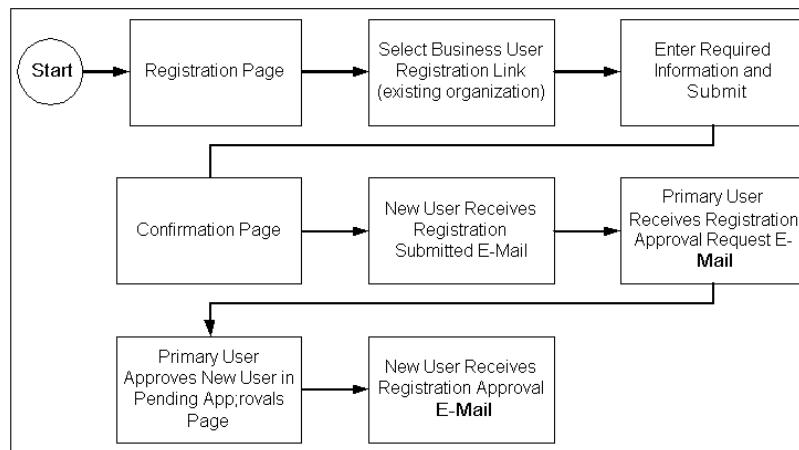 Start
Registration Page
Select Business User
Registration Link
(existing organization)
Enter Required
Information and
Submit
Confirmation Page
New User Receives
Registration
Submitted E-Mail
Primary User
Receives Registration
Approval Request E-
Mail
Primary User
Approves New User in
Pending App;rovals
Page
New User Receives
Registration Approval
E-Mail